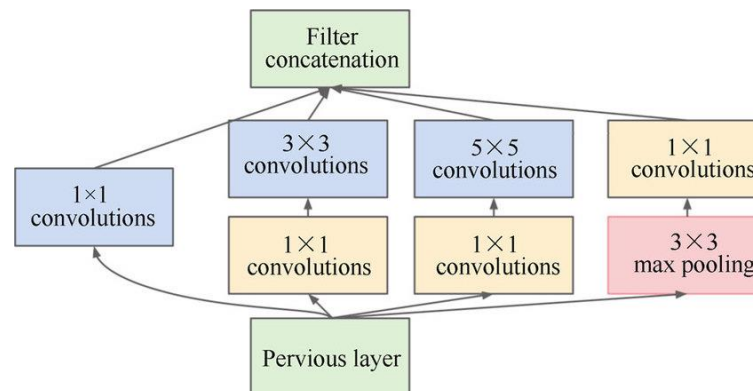 Filter
concatenation
3×3
convolutions
5×5
convolutions
1×1
convolutions
1×1
convolutions
1×1
convolutions
1×1
convolutions
3×3
max pooling
Pervious layer